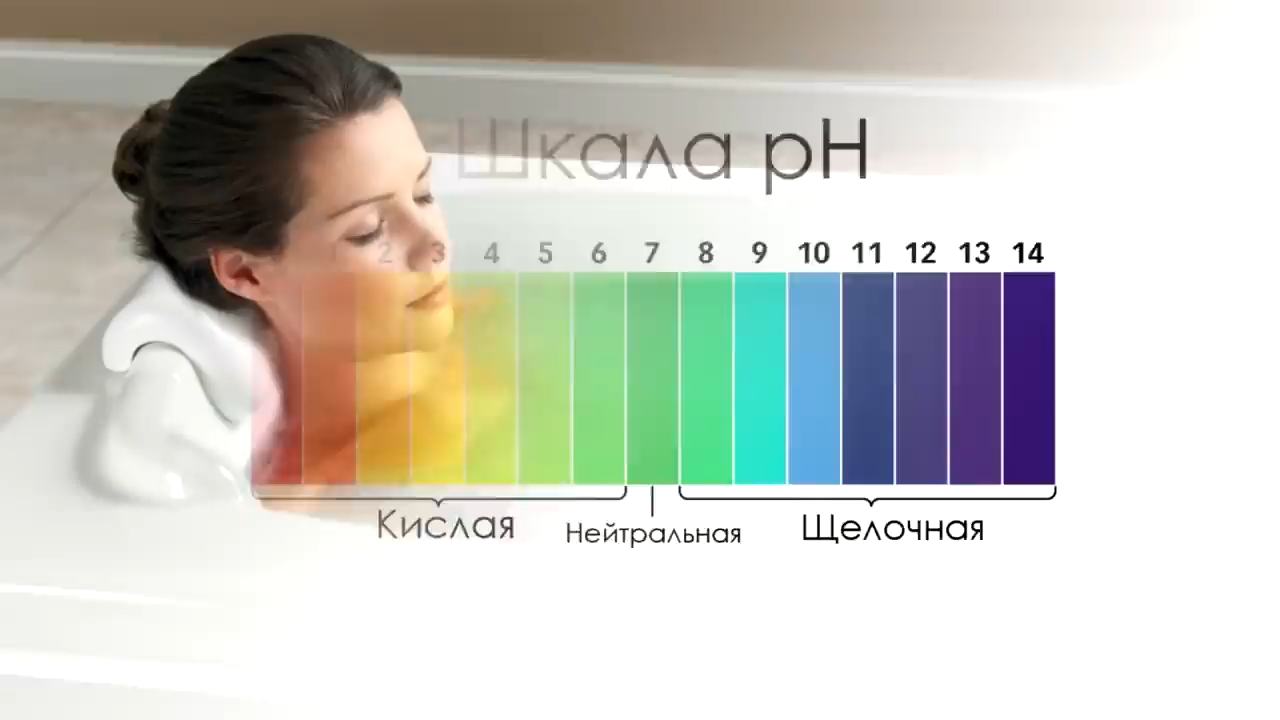 Шкала pH
2 3 4 5 6 7 8 9 10 11 12 13 14
Кислая Нейтральная Щелочная